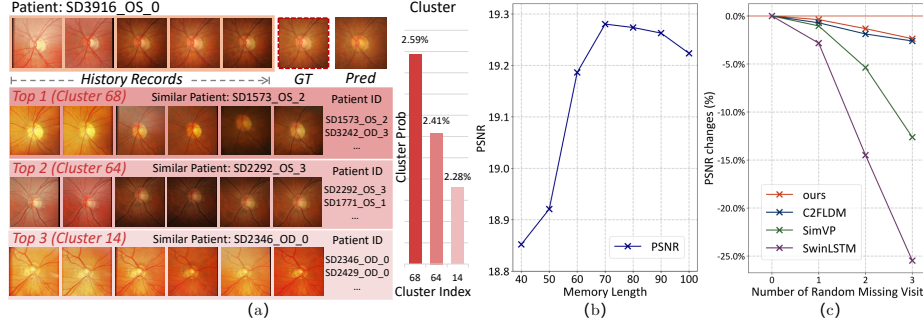 Patient: SD3916_OS_0
History Records
GT
Pred
Top 1 (Cluster 68)
Similar Patient: SD1573_OS_2
Patient ID
SD1573_OS_2
SD3242_OD_3
...
Top 2 (Cluster 64)
Similar Patient: SD2292_OS_3
Patient ID
SD2292_OS_3
SD1771_OS_1
...
Top 3 (Cluster 14)
Similar Patient: SD2346_OD_0
Patient ID
SD2346_OD_0
SD2429_OD_0
...
Cluster
2.59%
2.41%
2.28%
Cluster Prob
68 64 14
Cluster Index
(a)
19.3
19.2
19.1
19.0
18.9
18.8
PSNR
PSNR
40 50 60 70 80 90 100
Memory Length
(b)
0.0%
-5.0%
-10.0%
-15.0%
-20.0%
-25.0%
PSNR changes (%)
ours
C2FLDM
SimVP
SwinLSTM
0 1 2 3
Number of Random Missing Visit
(c)